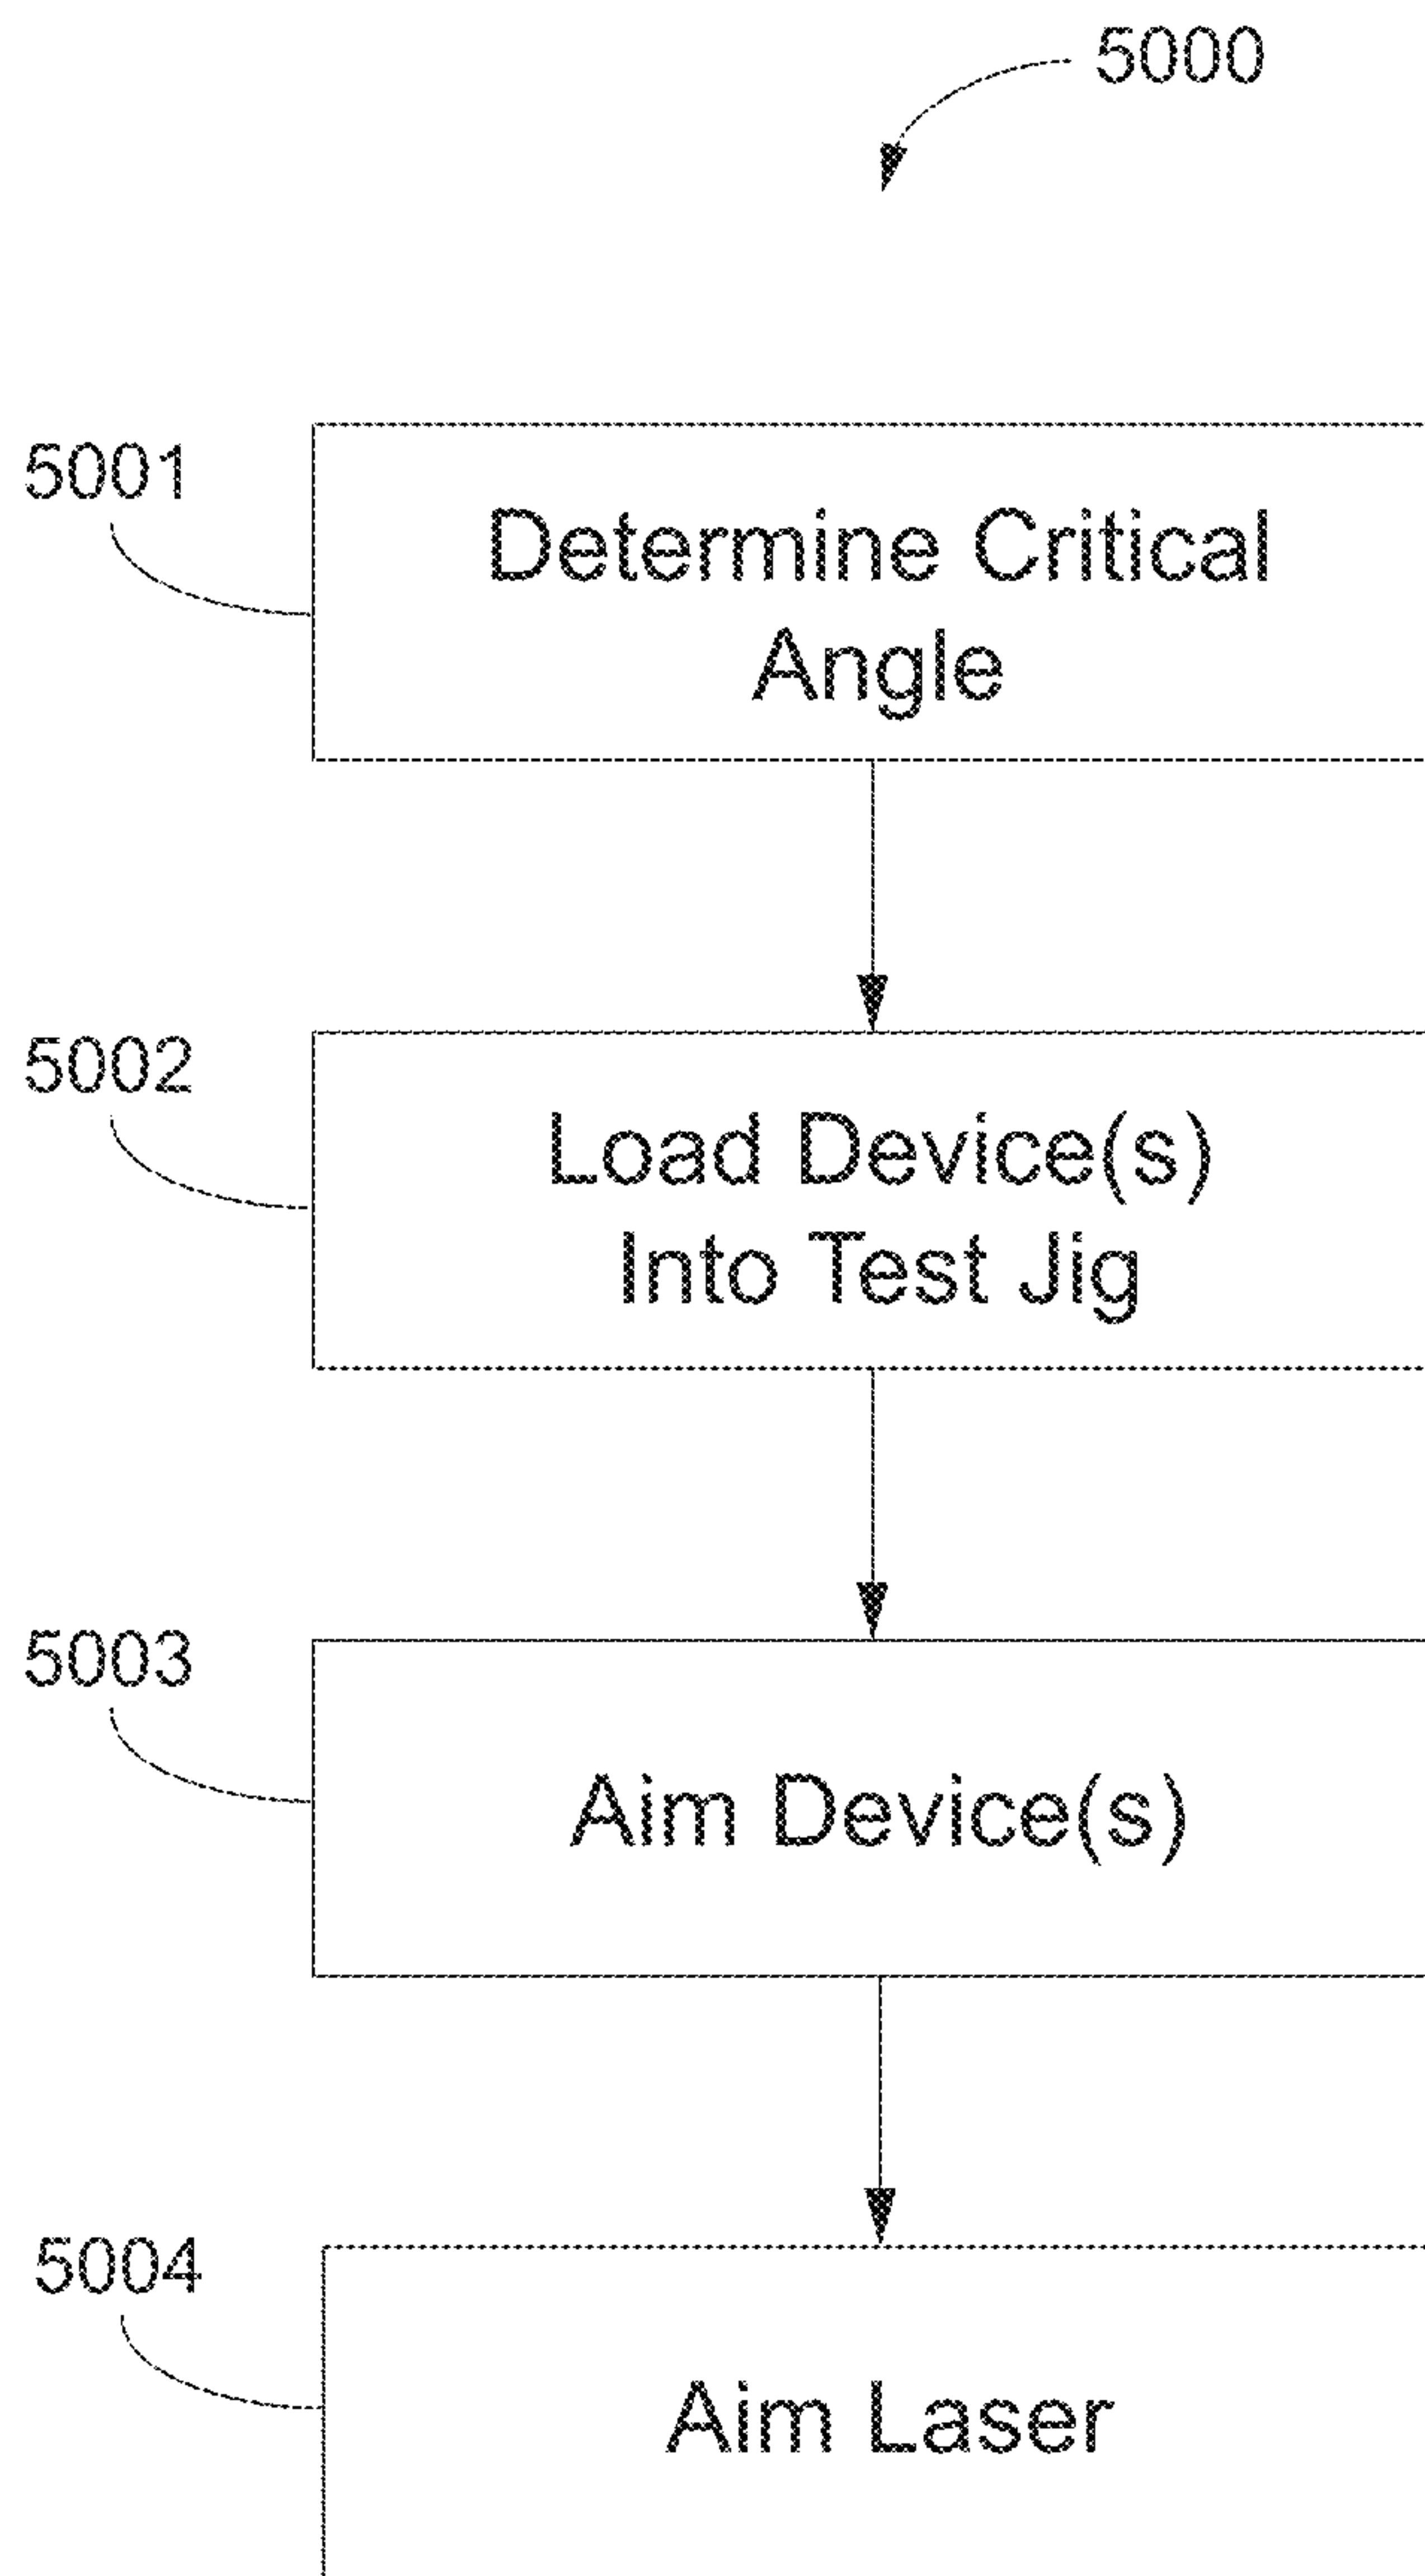 5000
5001
Determine Critical
Angle
5002
Load Device(s)
Into Test Jig
5003
Aim Device(s)
5004
Aim Laser